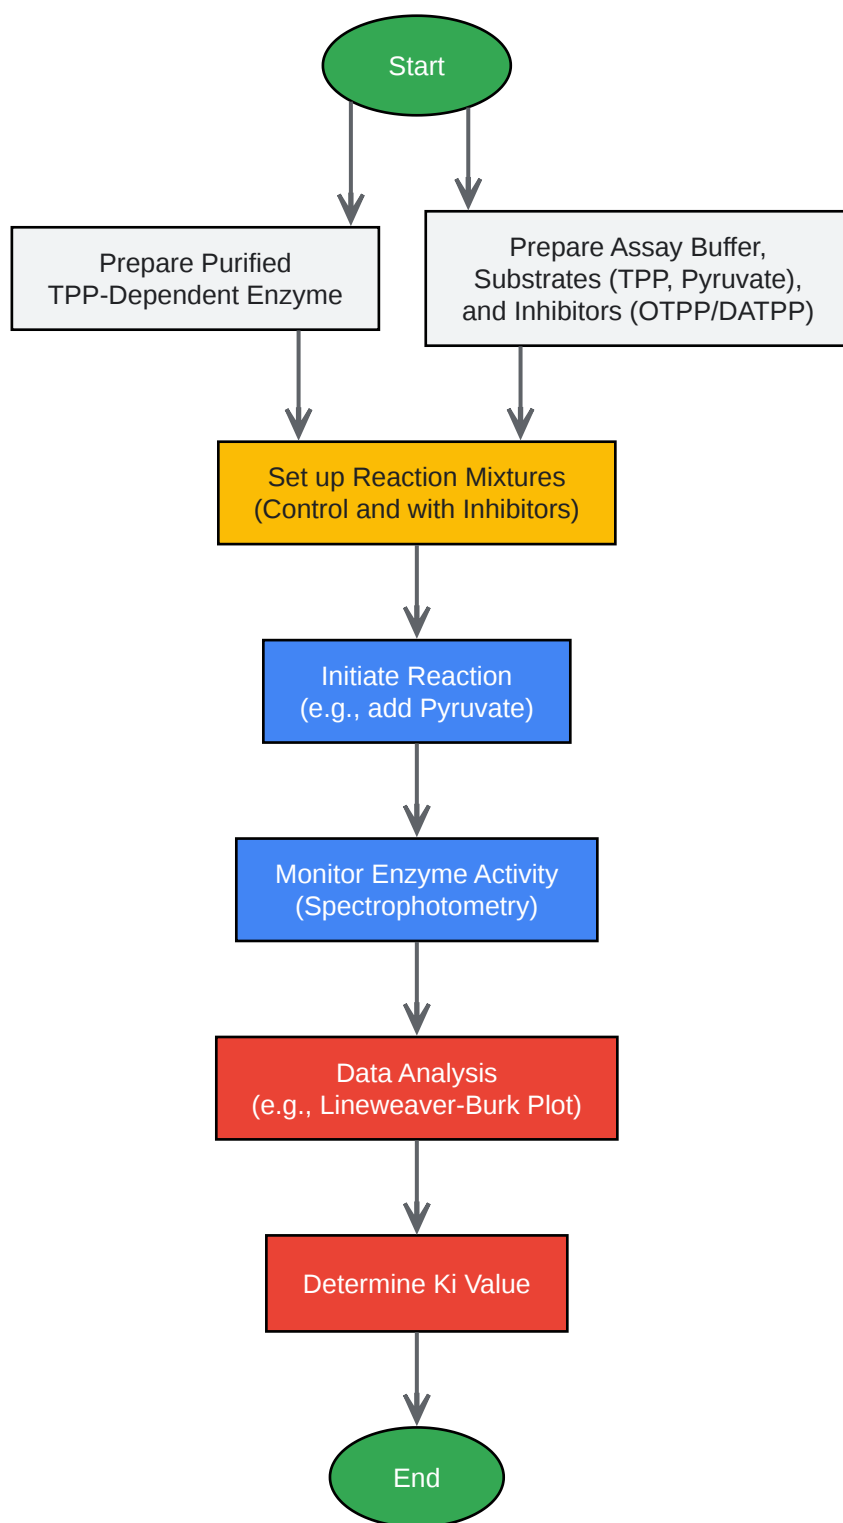 Start
Prepare Purified
TPP-Dependent Enzyme
Prepare Assay Buffer,
Substrates (TPP, Pyruvate),
and Inhibitors (OTPP/DATPP)
Set up Reaction Mixtures
(Control and with Inhibitors)
Initiate Reaction
(e.g., add Pyruvate)
Monitor Enzyme Activity
(Spectrophotometry)
Data Analysis
(e.g., Lineweaver-Burk Plot)
Determine Ki Value
End